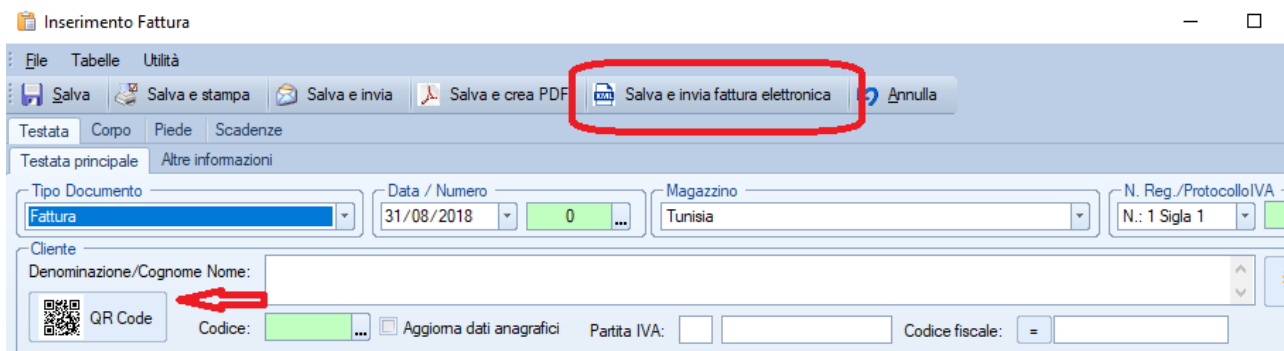 Inserimento Fattura
File Tabelle Utilità
Salva Salva e stampa Salva e invia Salva e crea PDF XML Salva e invia fattura elettronica Annulla
Testata Corpo Piede Scadenze
Testata principale Altre informazioni
Tipo Documento Data / Numero Magazzino N. Reg./ProtocolloIVA
Fattura 31/08/2018 0 ... Tunisia N.: 1 Sigla 1
Cliente
Denominazione/Cognome Nome:
QR Code Codice: ... Aggiorna dati anagrafici Partita IVA: Codice fiscale: =